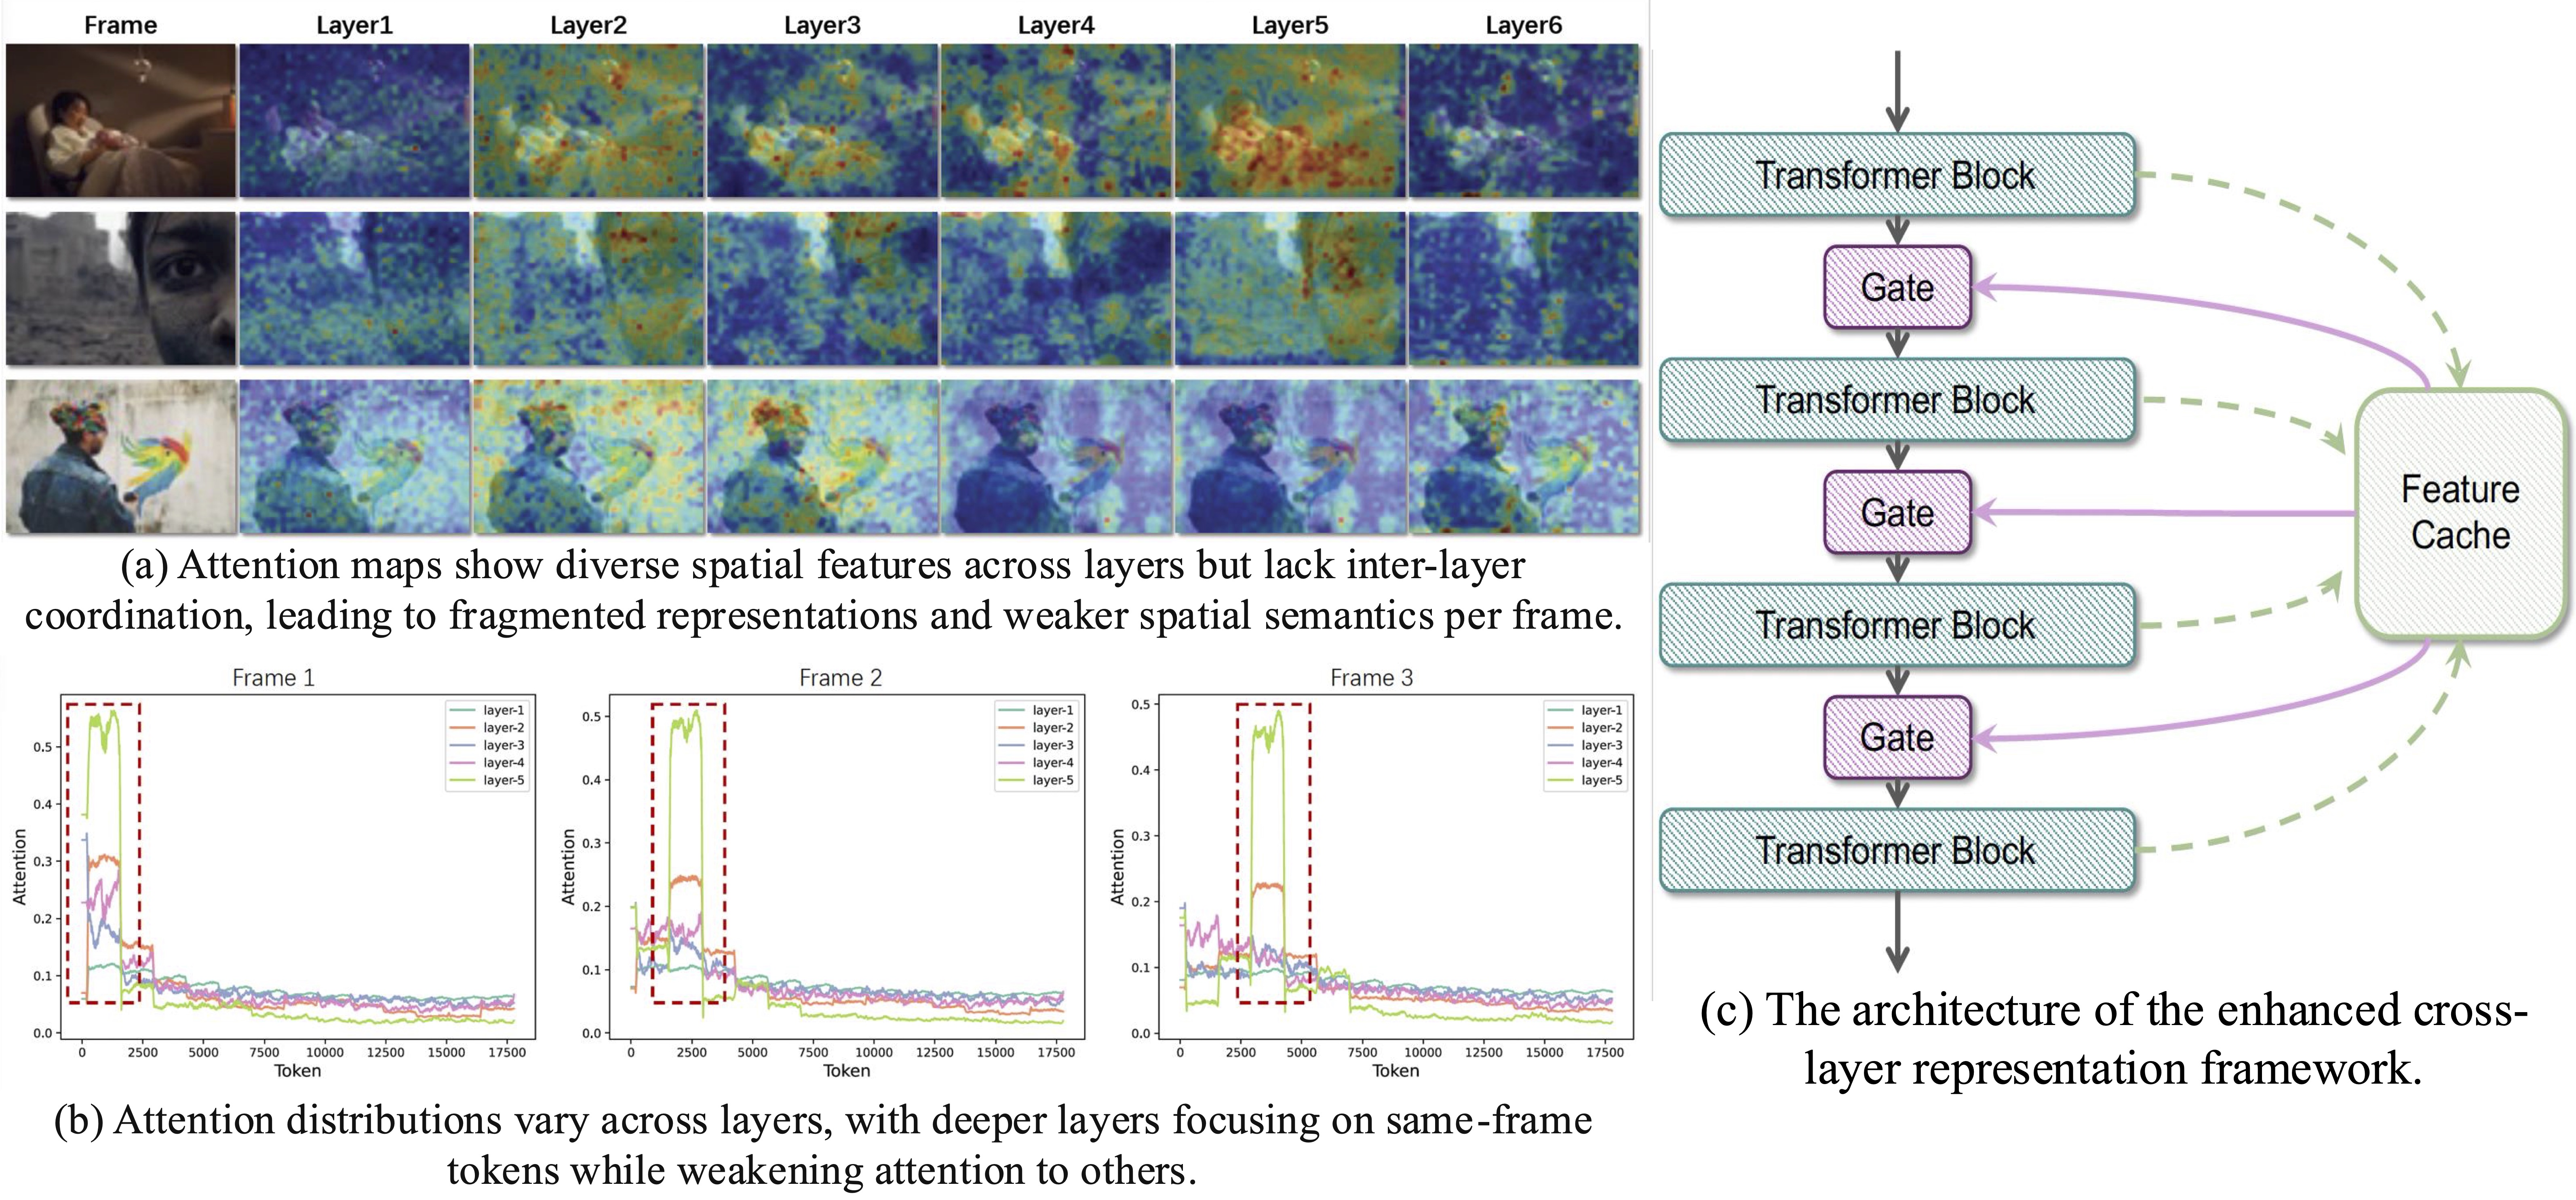 Frame Layer1 Layer2 Layer3 Layer4 Layer5 Layer6
(a) Attention maps show diverse spatial features across layers but lack inter-layer
coordination, leading to fragmented representations and weaker spatial semantics per frame.
Frame 1
layer-1
layer-2
layer-3
layer-4
layer-5
Attention
0.5
0.4
0.3
0.2
0.1
0.0
0 2500 5000 7500 10000 12500 15000 17500
Token
Frame 2
layer-1
layer-2
layer-3
layer-4
layer-5
Attention
0.5
0.4
0.3
0.2
0.1
0.0
0 2500 5000 7500 10000 12500 15000 17500
Token
Frame 3
layer-1
layer-2
layer-3
layer-4
layer-5
Attention
0.5
0.4
0.3
0.2
0.1
0.0
0 2500 5000 7500 10000 12500 15000 17500
Token
(b) Attention distributions vary across layers, with deeper layers focusing on same-frame
tokens while weakening attention to others.
Transformer Block
Gate
Transformer Block
Gate
Transformer Block
Gate
Transformer Block
Feature
Cache
(c) The architecture of the enhanced cross-
layer representation framework.